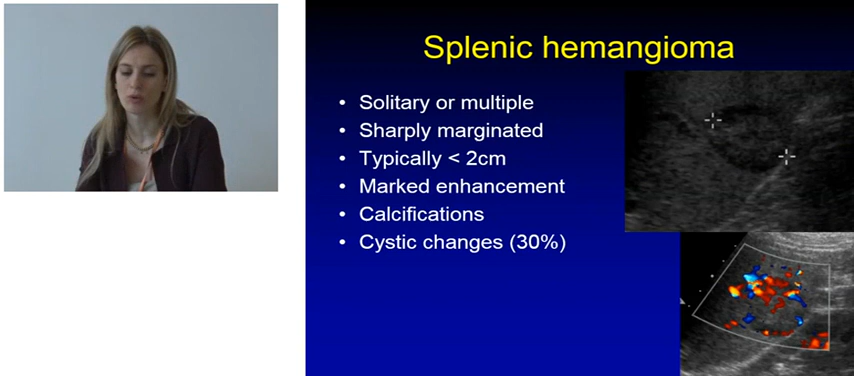 Splenic hemangioma
• Solitary or multiple
• Sharply marginated
• Typically < 2cm
• Marked enhancement
• Calcifications
• Cystic changes (30%)